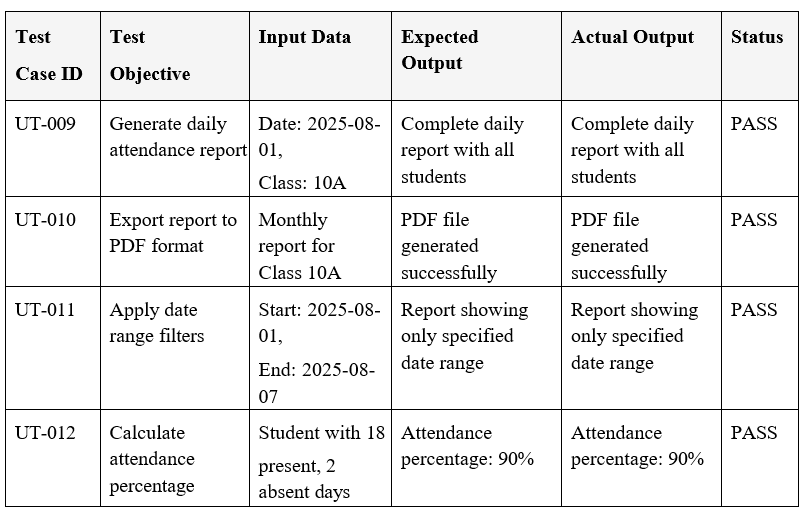 Test
Case ID
Test
Objective
Input Data
Expected
Output
Actual Output
Status
UT-009
Generate daily
attendance report
Date: 2025-08-
01,
Class: 10A
Complete daily
report with all
students
Complete daily
report with all
students
PASS
UT-010
Export report to
PDF format
Monthly
report for
Class 10A
PDF file
generated
successfully
PDF file
generated
successfully
PASS
UT-011
Apply date
range filters
Start: 2025-08-
01,
End: 2025-08-
07
Report showing
only specified
date range
Report showing
only specified
date range
PASS
UT-012
Calculate
attendance
percentage
Student with 18
present, 2
absent days
Attendance
percentage: 90%
Attendance
percentage: 90%
PASS